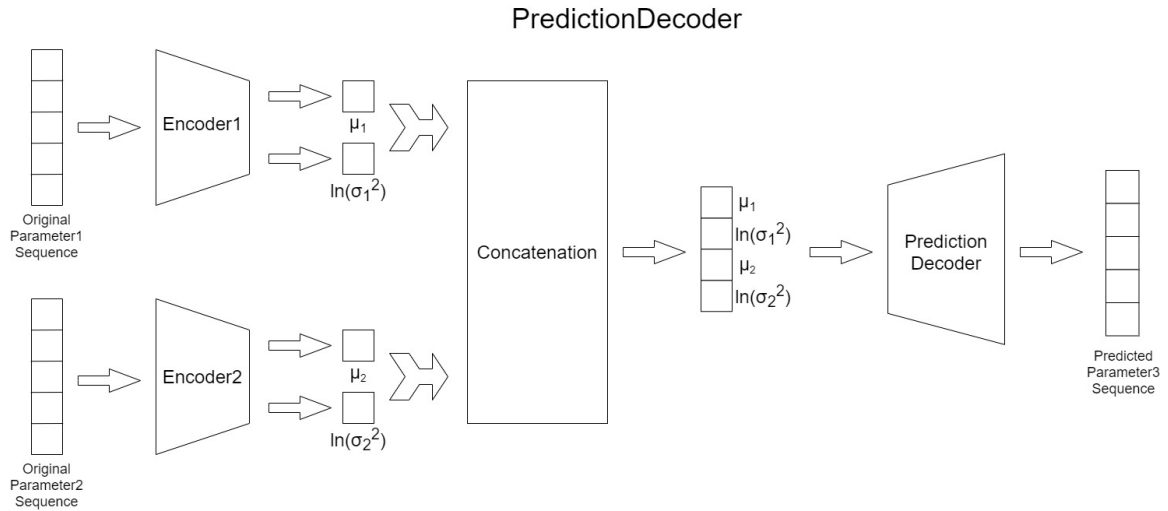 PredictionDecoder
Encoder1
μ₁
ln(σ₁²)
Original
Parameter1
Sequence
Concatenation
μ₁
ln(σ₁²)
μ₂
ln(σ₂²)
Prediction
Decoder
Predicted
Parameter3
Sequence
Encoder2
μ₂
ln(σ₂²)
Original
Parameter2
Sequence